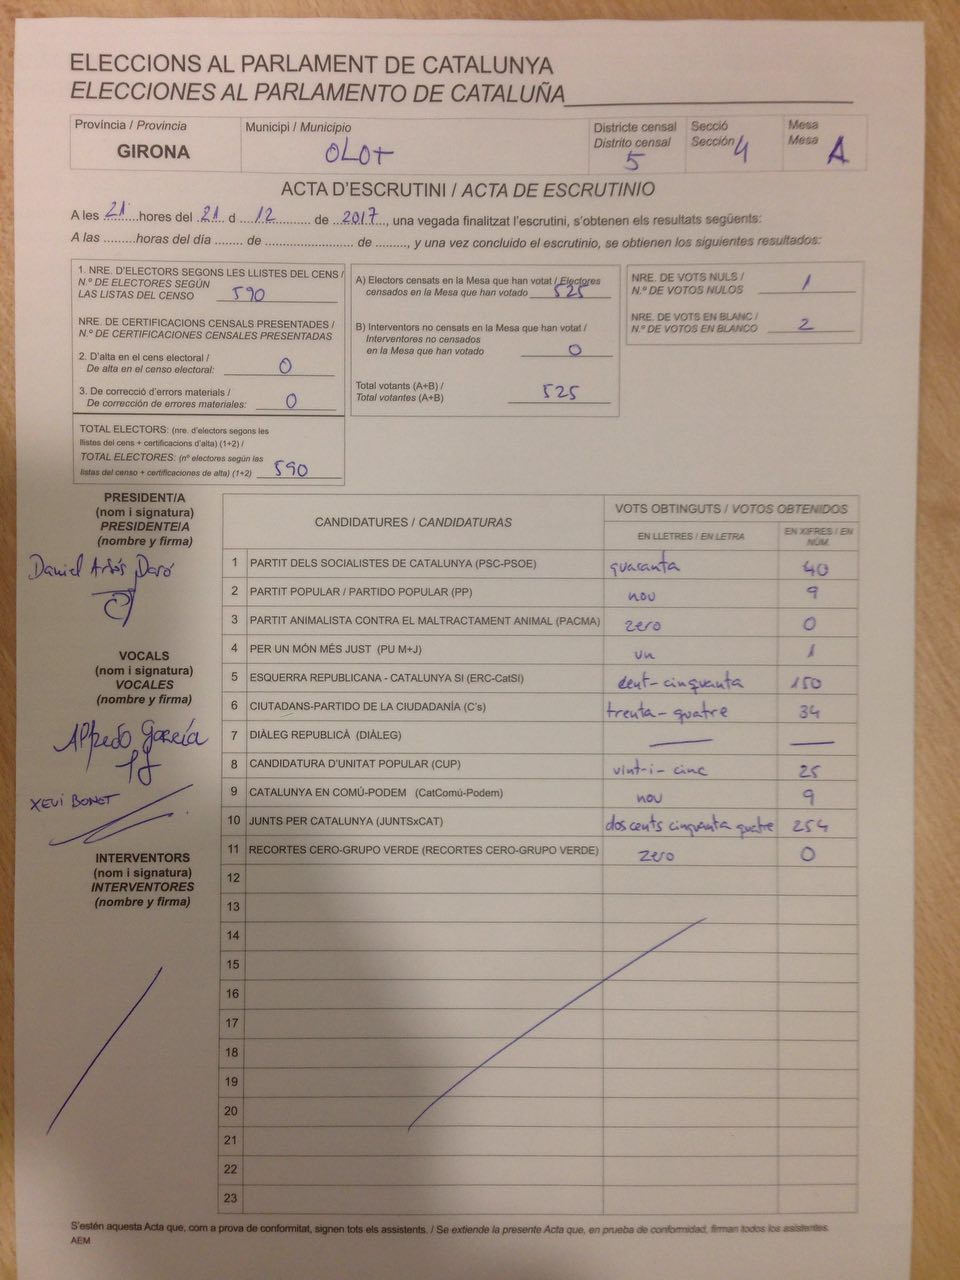 ELECCIONS AL PARLAMENT DE CATALUNYA
ELECCIONES AL PARLAMENTO DE CATALUÑA
Província / Provincia
GIRONA
Municipi / Municipio
OLOT
Districte censal
Distrito censal
5
Secció
Sección
4
Mesa
Mesa
A
ACTA D'ESCRUTINI / ACTA DE ESCRUTINIO
A les 21 hores del 21 d 12 de 2017, una vegada finalitzat l'escrutini, s'obtenen els resultats següents:
A las .........horas del día ........ de ......................... de ........., y una vez concluido el escrutinio, se obtienen los siguientes resultados:
1. NRE. D'ELECTORS SEGONS LES LLISTES DEL CENS /
N.º DE ELECTORES SEGÚN
LAS LISTAS DEL CENSO 590
NRE. DE CERTIFICACIONS CENSALS PRESENTADES /
N.º DE CERTIFICACIONES CENSALES PRESENTADAS
2. D'alta en el cens electoral /
De alta en el censo electoral: 0
3. De correcció d'errors materials /
De corrección de errores materiales: 0
TOTAL ELECTORS: (nre. d'electors segons les
llistes del cens + certificacions d'alta) (1+2) /
TOTAL ELECTORES: (nº electores según las
listas del censo + certificaciones de alta) (1+2) 590
A) Electors censats en la Mesa que han votat / Electores
censados en la Mesa que han votado 525
B) Interventors no censats en la Mesa que han votat /
Interventores no censados
en la Mesa que han votado 0
Total votants (A+B) /
Total votantes (A+B) 525
NRE. DE VOTS NULS /
N.º DE VOTOS NULOS 1
NRE. DE VOTS EN BLANC /
N.º DE VOTOS EN BLANCO 2
PRESIDENT/A
(nom i signatura)
PRESIDENTE/A
(nombre y firma)
Daniel
VOCALS
(nom i signatura)
VOCALES
(nombre y firma)
Alfredo García
XEVI BONET
INTERVENTORS
(nom i signatura)
INTERVENTORES
(nombre y firma)
CANDIDATURES / CANDIDATURAS
VOTS OBTINGUTS / VOTOS OBTENIDOS
EN LLETRES / EN LETRA
EN XIFRES / EN
NÚM.
1 PARTIT DELS SOCIALISTES DE CATALUNYA (PSC-PSOE) quaranta 40
2 PARTIT POPULAR / PARTIDO POPULAR (PP) nou 9
3 PARTIT ANIMALISTA CONTRA EL MALTRACTAMENT ANIMAL (PACMA) zero 0
4 PER UN MÓN MÉS JUST (PU M+J) un 1
5 ESQUERRA REPUBLICANA - CATALUNYA SI (ERC-CatSI) cent-cinquanta 150
6 CIUTADANS-PARTIDO DE LA CIUDADANÍA (C's) trenta-quatre 34
7 DIÀLEG REPUBLICÀ (DIÀLEG)
8 CANDIDATURA D'UNITAT POPULAR (CUP) vint-i-cinc 25
9 CATALUNYA EN COMÚ-PODEM (CatComú-Podem) nou 9
10 JUNTS PER CATALUNYA (JUNTSxCAT) doscents cinquanta quatre 254
11 RECORTES CERO-GRUPO VERDE (RECORTES CERO-GRUPO VERDE) zero 0
12
13
14
15
16
17
18
19
20
21
22
23
S'estén aquesta Acta que, com a prova de conformitat, signen tots els assistents. / Se extiende la presente Acta que, en prueba de conformidad, firman todos los asistentes.
AEM